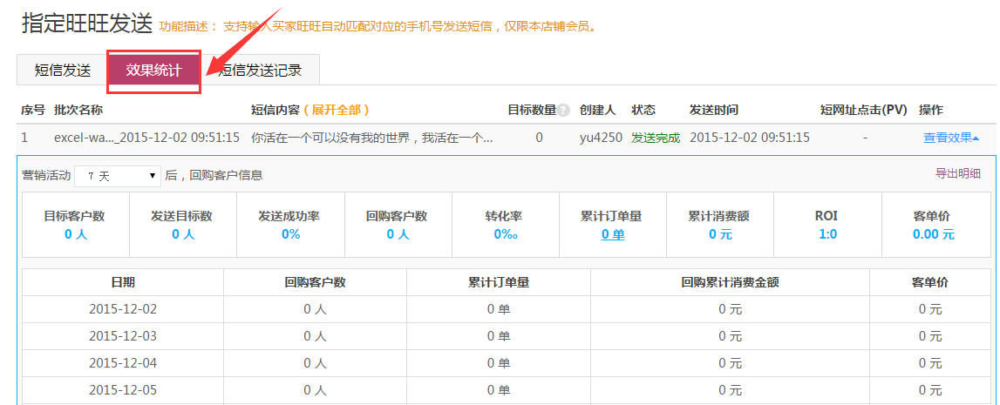 指定旺旺发送 功能描述： 支持输入买家旺旺自动匹配对应的手机号发送短信，仅限本店铺会员。
短信发送 效果统计 短信发送记录
序号 批次名称 短信内容（展开全部） 目标数量 ? 创建人 状态 发送时间 短网址点击(PV) 操作
1 excel-wa..._2015-12-02 09:51:15 你活在一个可以没有我的世界，我活在一个... 0 yu4250 发送完成 2015-12-02 09:51:15 - 查看效果
营销活动 7 天 后，回购客户信息 导出明细
目标客户数 发送目标数 发送成功率 回购客户数 转化率 累计订单量 累计消费额 ROI 客单价
0 人 0 人 0% 0 人 0‰ 0 单 0 元 1:0 0.00 元
日期 回购客户数 累计订单量 回购累计消费金额 客单价
2015-12-02 0 人 0 单 0 元 0 元
2015-12-03 0 人 0 单 0 元 0 元
2015-12-04 0 人 0 单 0 元 0 元
2015-12-05 0 人 0 单 0 元 0 元